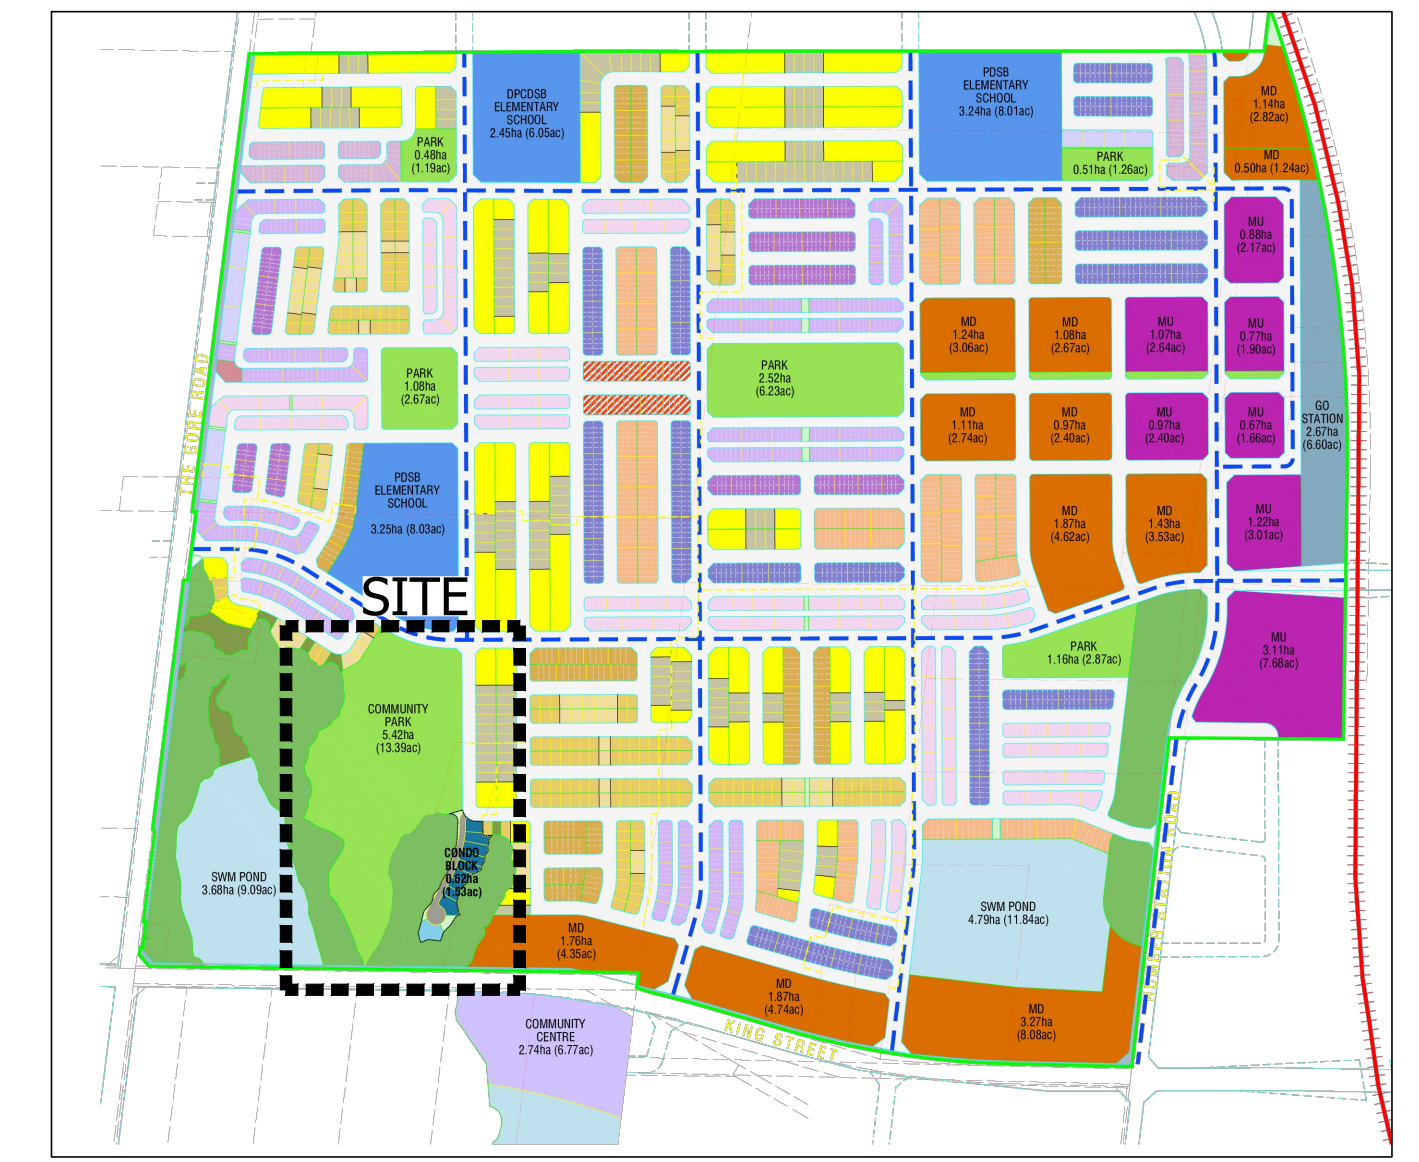 DPCDSB
ELEMENTARY
SCHOOL
2.45ha (6.05ac)
PDSB
ELEMENTARY
SCHOOL
3.24ha (8.01ac)
MD
1.14ha
(2.82ac)
PARK
0.48ha
(1.19ac)
PARK
0.51ha (1.26ac)
MD
0.50ha (1.24ac)
MU
0.88ha
(2.17ac)
MD
1.24ha
(3.06ac)
MD
1.08ha
(2.67ac)
MU
1.07ha
(2.64ac)
MU
0.77ha
(1.90ac)
THE GORE ROAD
PARK
1.08ha
(2.67ac)
PARK
2.52ha
(6.23ac)
MD
1.11ha
(2.74ac)
MD
0.97ha
(2.40ac)
MU
0.97ha
(2.40ac)
MU
0.67ha
(1.66ac)
GO
STATION
2.67ha
(6.60ac)
PDSB
ELEMENTARY
SCHOOL
3.25ha (8.03ac)
MD
1.87ha
(4.62ac)
MD
1.43ha
(3.53ac)
MU
1.22ha
(3.01ac)
SITE
PARK
1.16ha (2.87ac)
MU
3.11ha
(7.68ac)
COMMUNITY
PARK
5.42ha
(13.39ac)
CONDO
BLOCK
0.62ha
(1.53ac)
SWM POND
3.68ha (9.09ac)
SWM POND
4.79ha (11.84ac)
HUMBER STATION ROAD
MD
1.76ha
(4.35ac)
MD
1.87ha
(4.74ac)
MD
3.27ha
(8.08ac)
KING STREET
COMMUNITY
CENTRE
2.74ha (6.77ac)